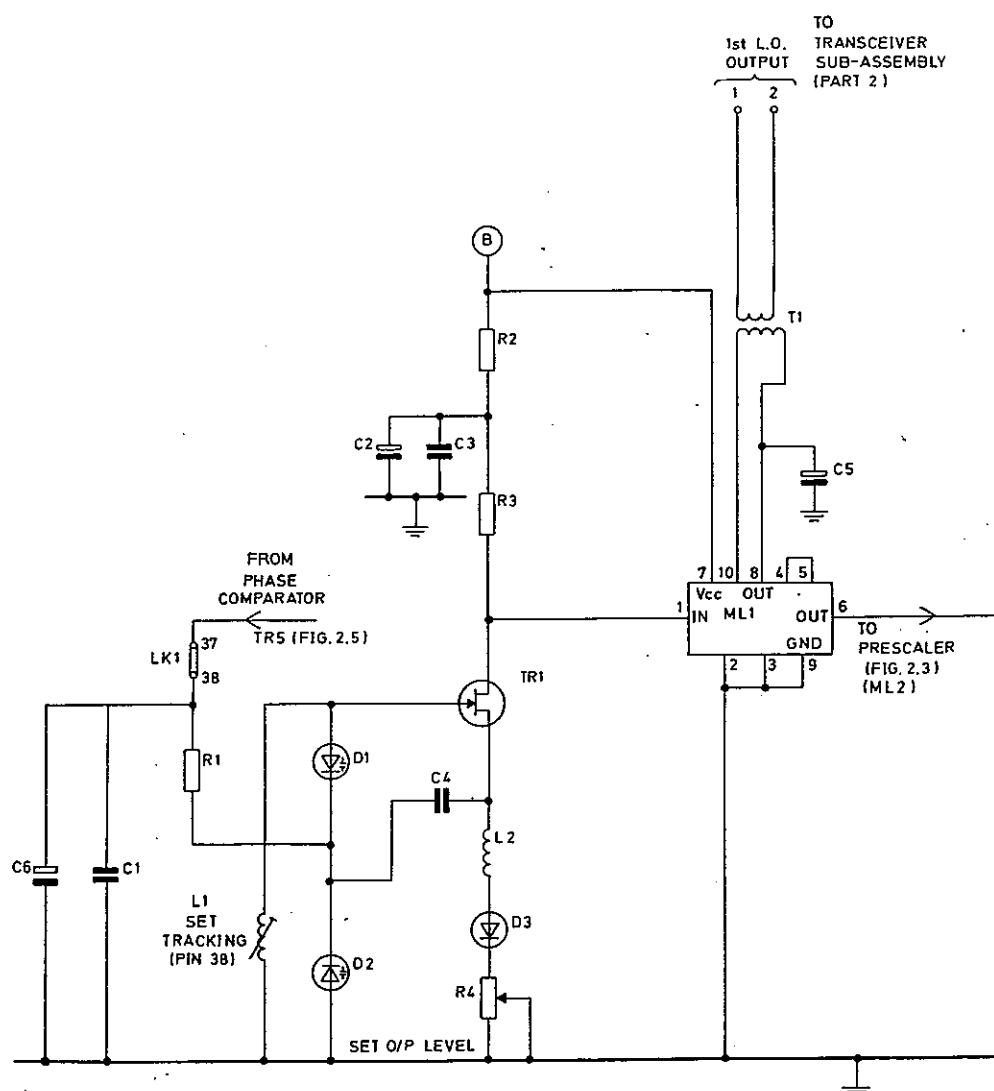 TO
TRANSCEIVER
SUB-ASSEMBLY
(PART 2)
1st L.O.
OUTPUT
1 2
B
T1
R2
C2
C3
C5
R3
7 10 8 4 5
Vcc ML1 OUT
1 IN
OUT 6
GND
2 3 9
TO
PRESCALER
(FIG. 2.3)
(ML2)
FROM
PHASE
COMPARATOR
TR5 (FIG. 2.5)
37
LK1
38
TR1
R1
D1
C4
L2
C6
C1
L1
SET
TRACKING
(PIN 38)
D2
D3
R4
SET O/P LEVEL